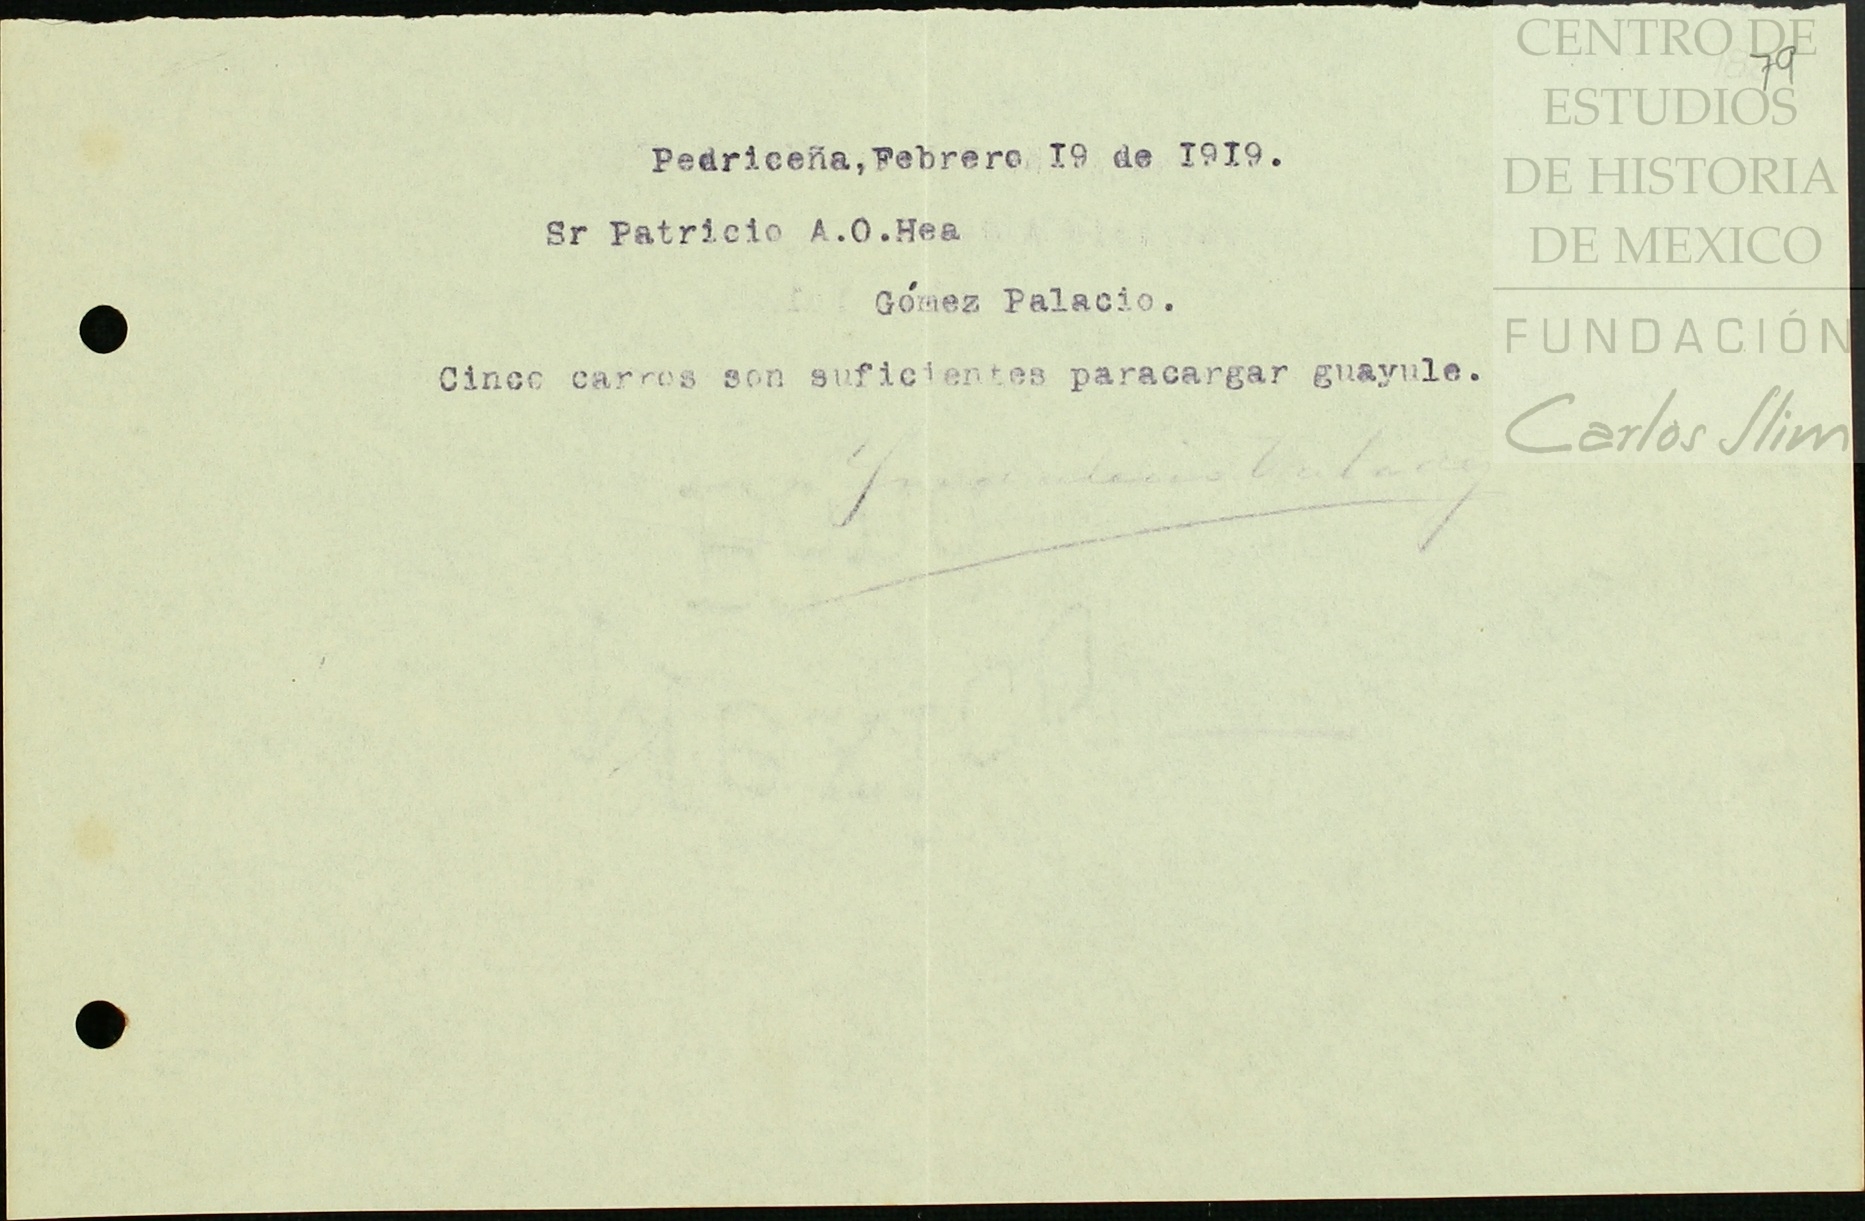 79
Pedriceña,Febrero I9 de I9I9.
Sr Patricio A.O.Hea
Gómez Palacio.
Cinco carros son suficientes paracargar guayule.
CENTRO DE
ESTUDIOS
DE HISTORIA
DE MEXICO
FUNDACIÓN
Carlos Slim